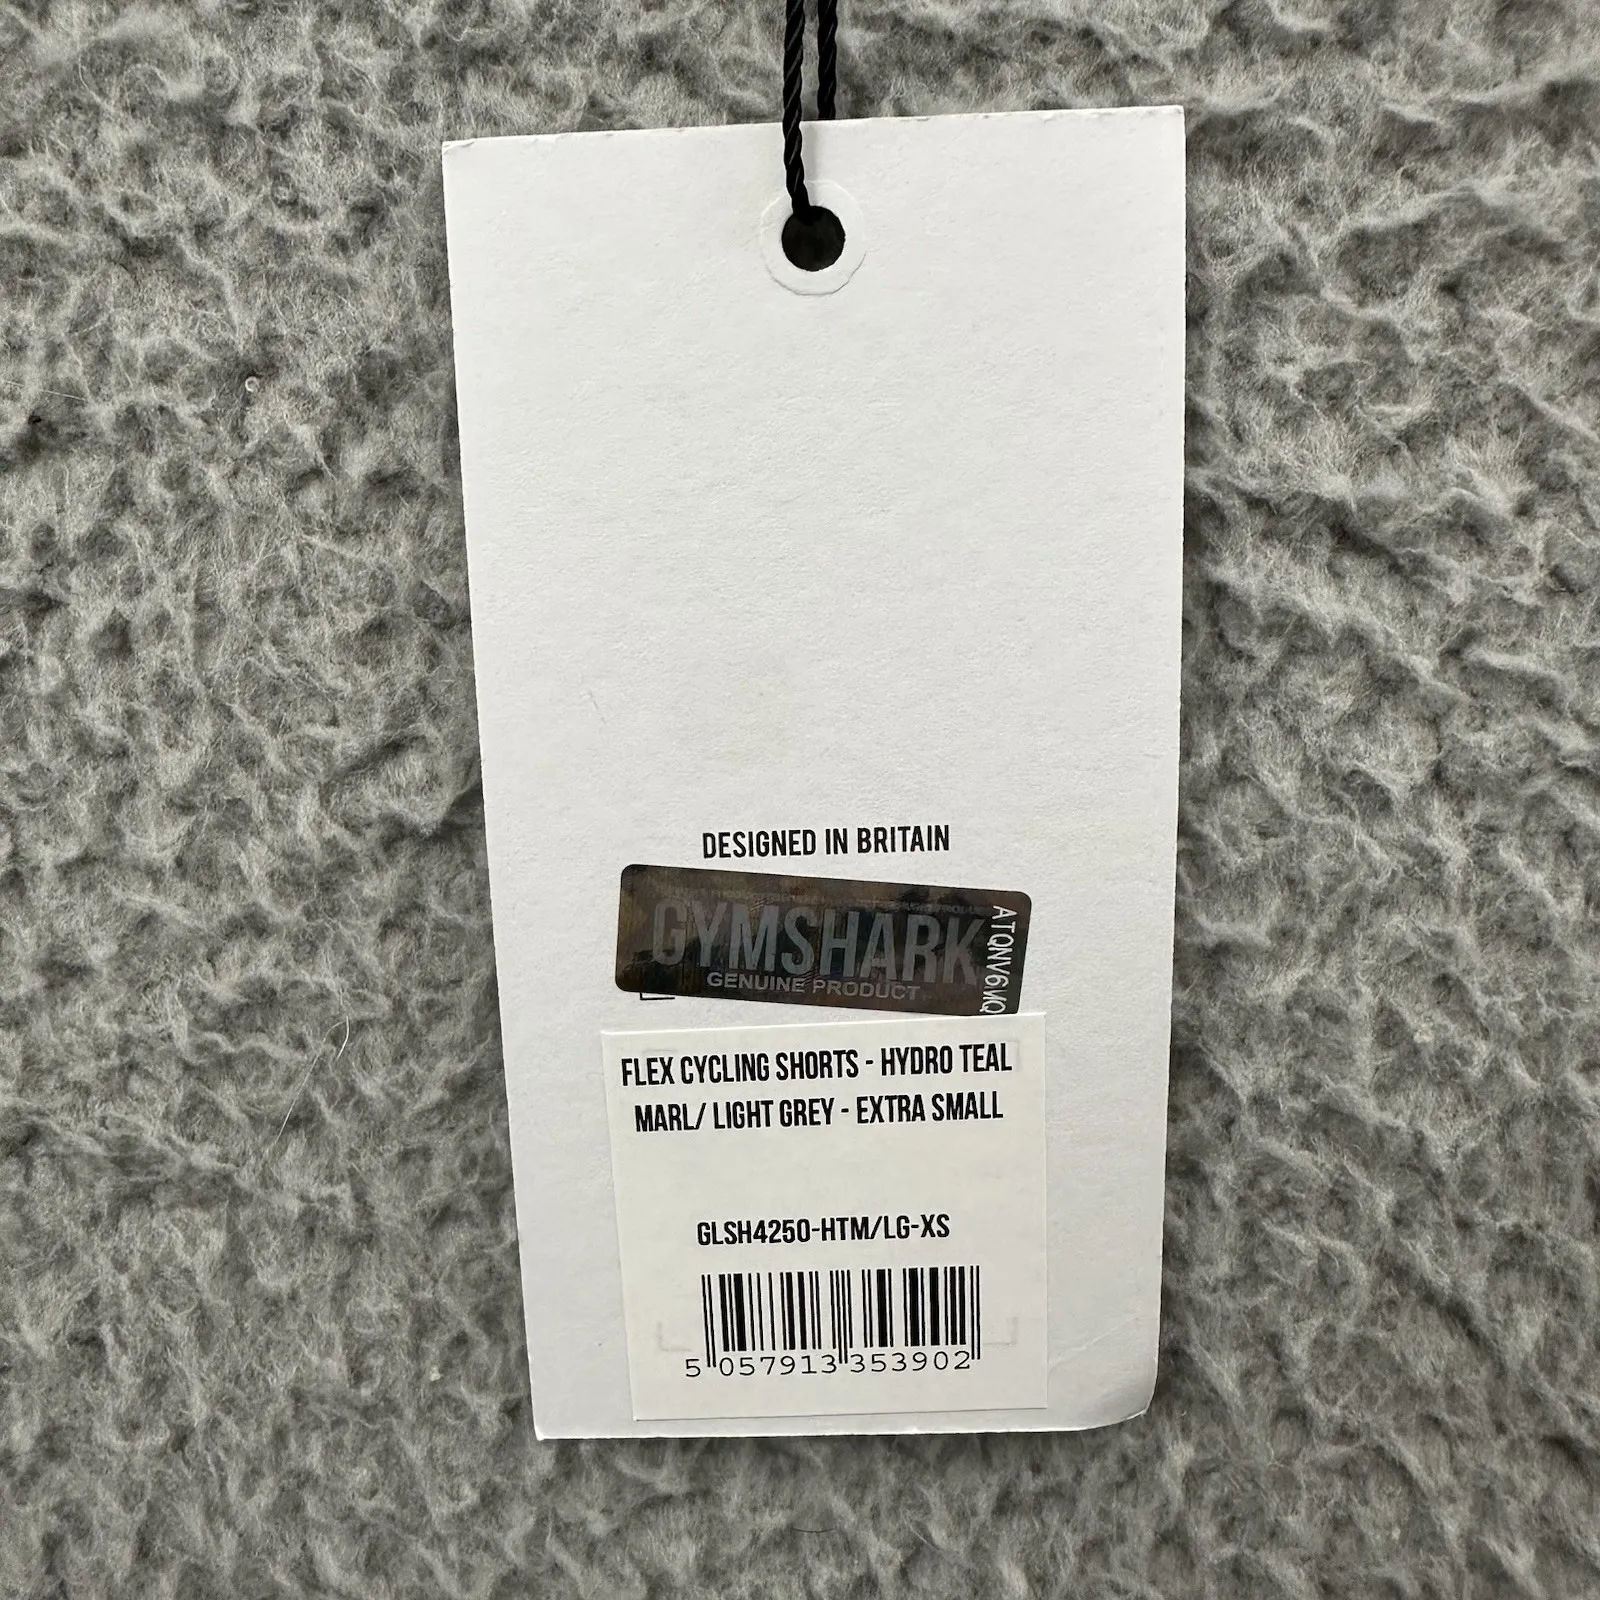 DESIGNED IN BRITAIN
GYMSHARK
GENUINE PRODUCT
ATQNV6MQ
FLEX CYCLING SHORTS - HYDRO TEAL
MARL/ LIGHT GREY - EXTRA SMALL
GLSH4250-HTM/LG-XS
5 057913 353902